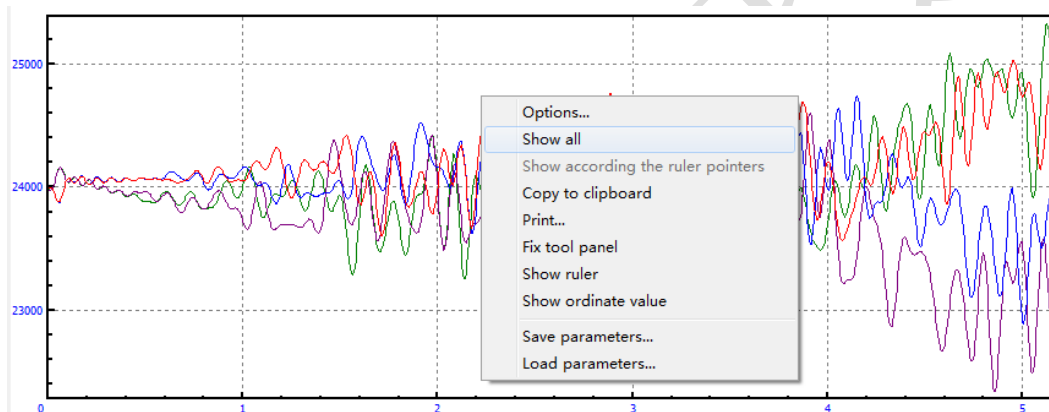 25000
24000
23000
Options...
Show all
Show according the ruler pointers
Copy to clipboard
Print...
Fix tool panel
Show ruler
Show ordinate value
Save parameters...
Load parameters...
0 1 2 3 4 5